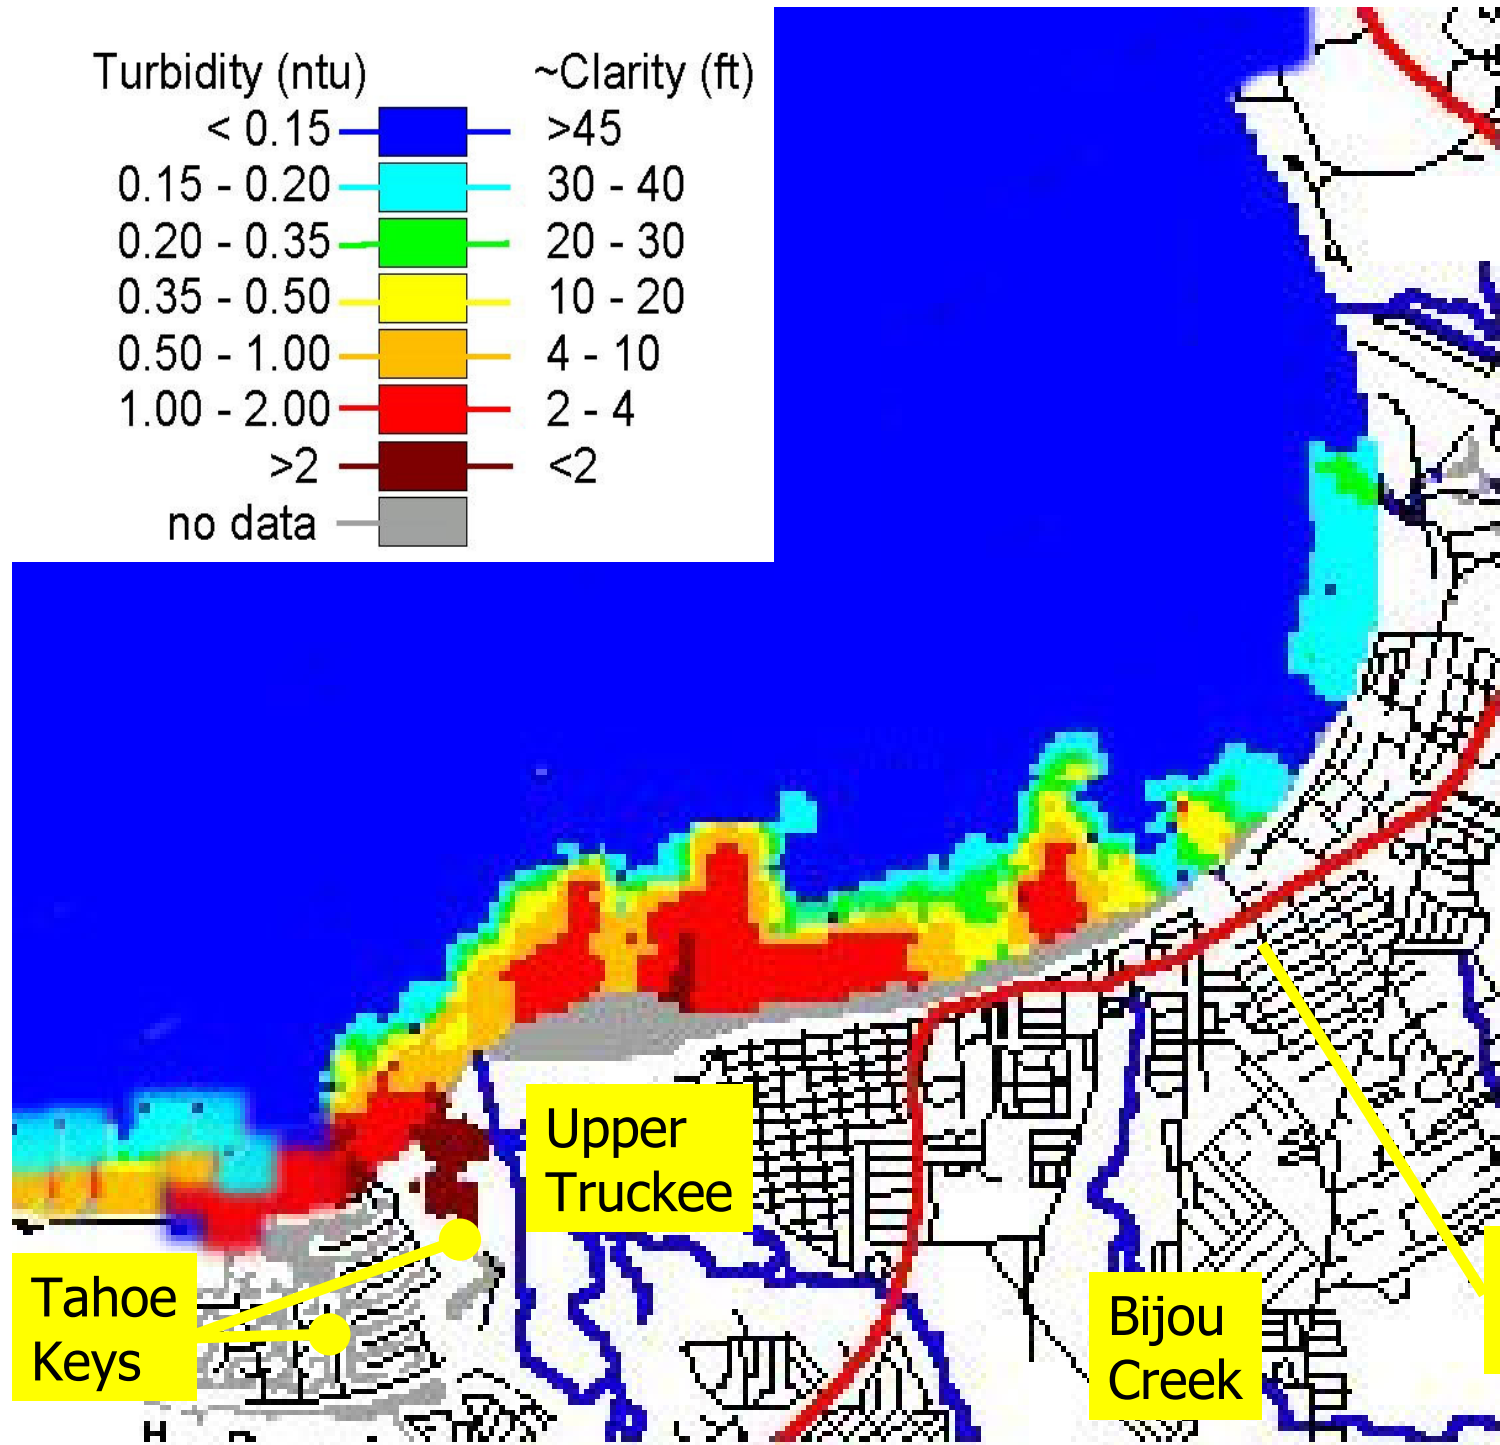 Turbidity (ntu) ~Clarity (ft)
< 0.15 >45
0.15 - 0.20 30 - 40
0.20 - 0.35 20 - 30
0.35 - 0.50 10 - 20
0.50 - 1.00 4 - 10
1.00 - 2.00 2 - 4
>2 <2
no data
Upper
Truckee
Tahoe
Keys
Bijou
Creek